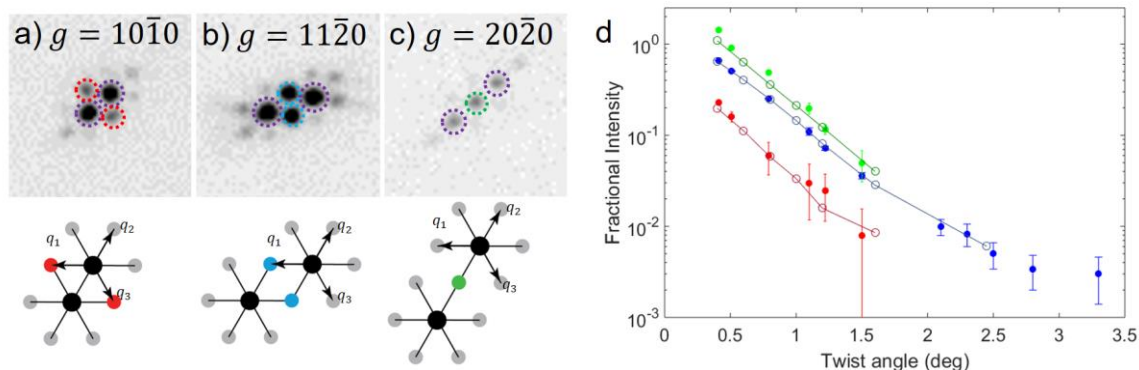 a) g = 101̅0
b) g = 112̅0
c) g = 202̅0
q₁
q₂
q₃
q₁
q₂
q₃
q₂
q₁
q₃
d
Fractional Intensity
10⁰
10⁻¹
10⁻²
10⁻³
0 0.5 1 1.5 2 2.5 3 3.5
Twist angle (deg)